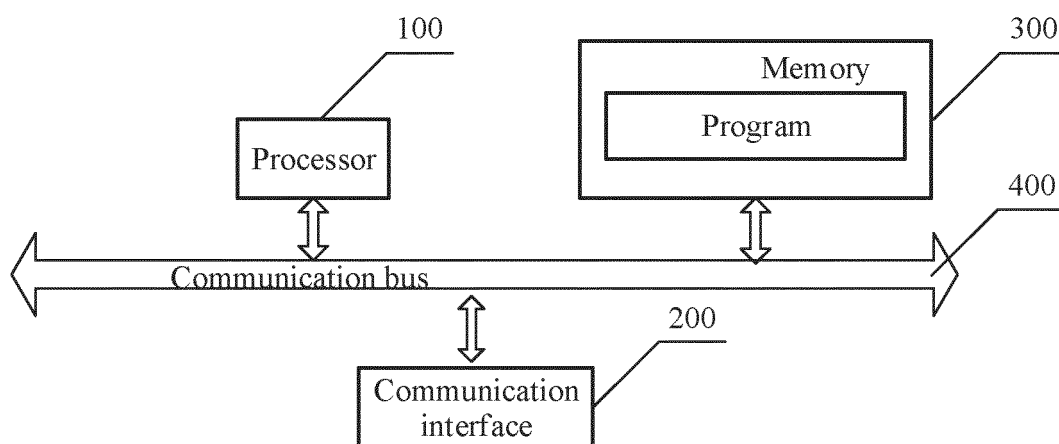 100
300
Memory
Program
Processor
400
Communication bus
200
Communication
interface